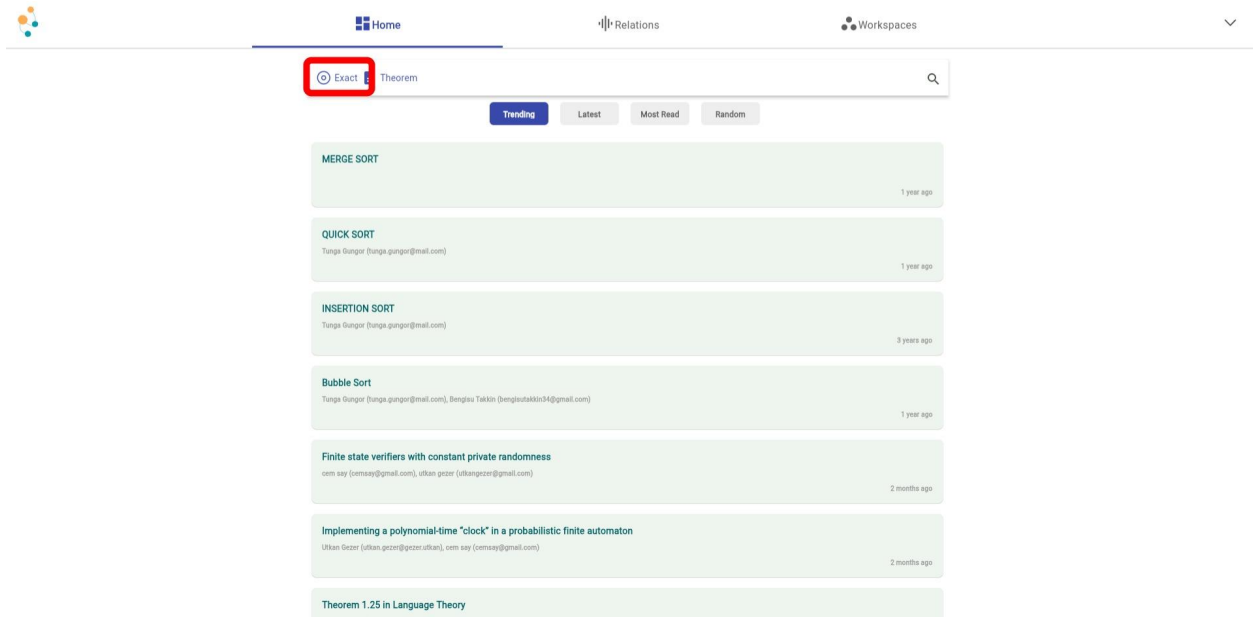 Home
Relations
Workspaces
Exact
Theorem
Trending Latest Most Read Random
MERGE SORT
1 year ago
QUICK SORT
Tunga Gungor (tunga.gungor@mail.com)
1 year ago
INSERTION SORT
Tunga Gungor (tunga.gungor@mail.com)
3 years ago
Bubble Sort
Tunga Gungor (tunga.gungor@mail.com), Bengisu Takkin (bengisutakkin34@gmail.com)
1 year ago
Finite state verifiers with constant private randomness
cem say (cemsay@gmail.com), utkan gezer (utkangezer@gmail.com)
2 months ago
Implementing a polynomial-time “clock” in a probabilistic finite automaton
Utkan Gezer (utkan.gezer@gezer.utkan), cem say (cemsay@gmail.com)
2 months ago
Theorem 1.25 in Language Theory